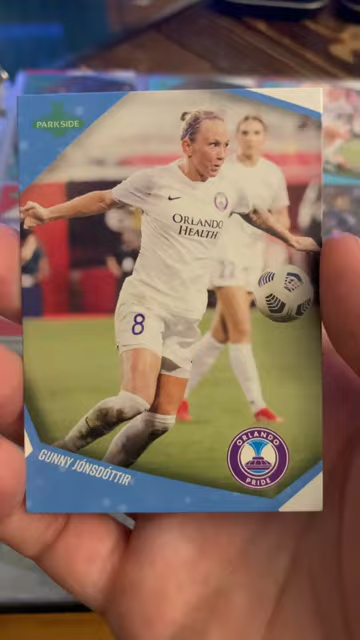 PARKSIDE
ORLANDO
HEALTH
8
ORLANDO
PRIDE
GUNNY JÓNSDÓTTIR